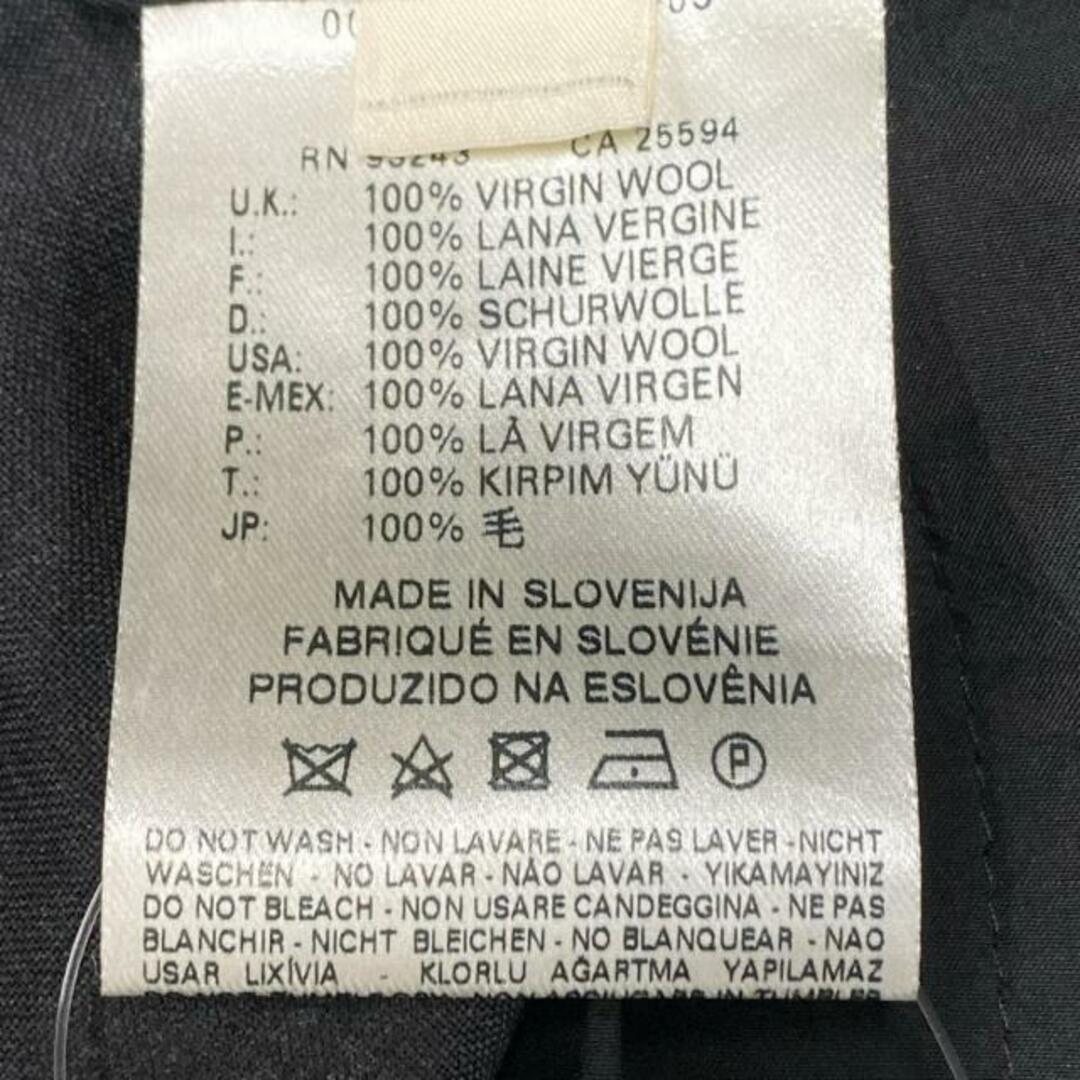 RN CA 25594
U.K.: 100% VIRGIN WOOL
I.: 100% LANA VERGINE
F.: 100% LAINE VIERGE
D.: 100% SCHURWOLLE
USA: 100% VIRGIN WOOL
E-MEX: 100% LANA VIRGEN
P.: 100% LÀ VIRGEM
T.: 100% KIRPIM YÜNÜ
JP: 100% 毛
MADE IN SLOVENIJA
FABRIQUÉ EN SLOVÉNIE
PRODUZIDO NA ESLOVÊNIA
P
DO NOT WASH - NON LAVARE - NE PAS LAVER - NICHT
WASCHEN - NO LAVAR - NÃO LAVAR - YIKAMAYINIZ
DO NOT BLEACH - NON USARE CANDEGGINA - NE PAS
BLANCHIR - NICHT BLEICHEN - NO BLANQUEAR - NAO
USAR LIXÍVIA - KLORLU AĞARTMA YAPILAMAZ